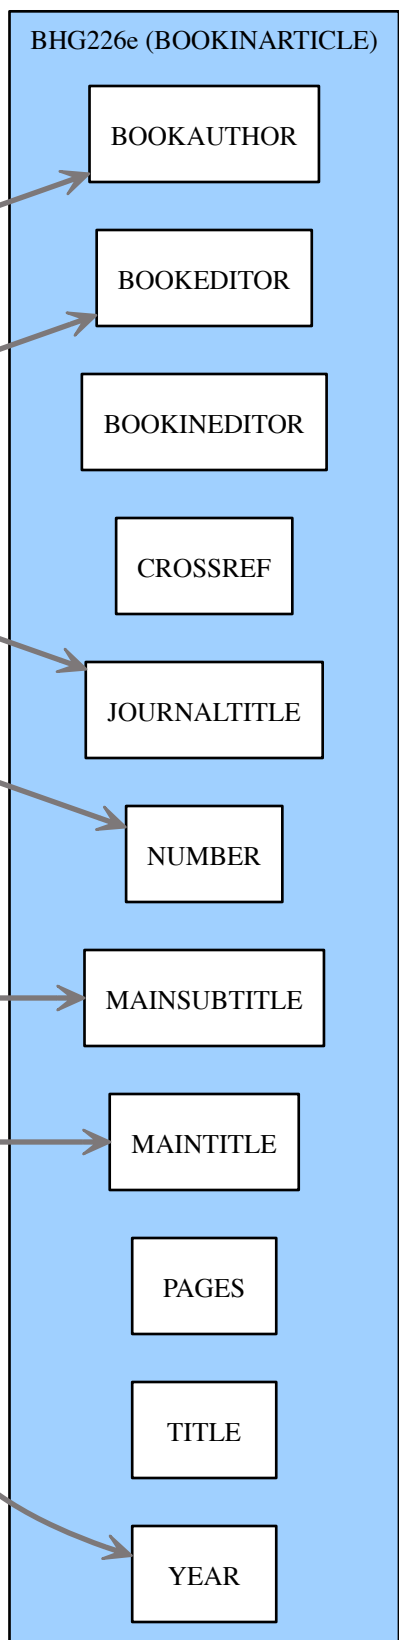 BHG226e (BOOKINARTICLE)
BOOKAUTHOR
BOOKEDITOR
BOOKINEDITOR
CROSSREF
JOURNALTITLE
NUMBER
MAINSUBTITLE
MAINTITLE
PAGES
TITLE
YEAR